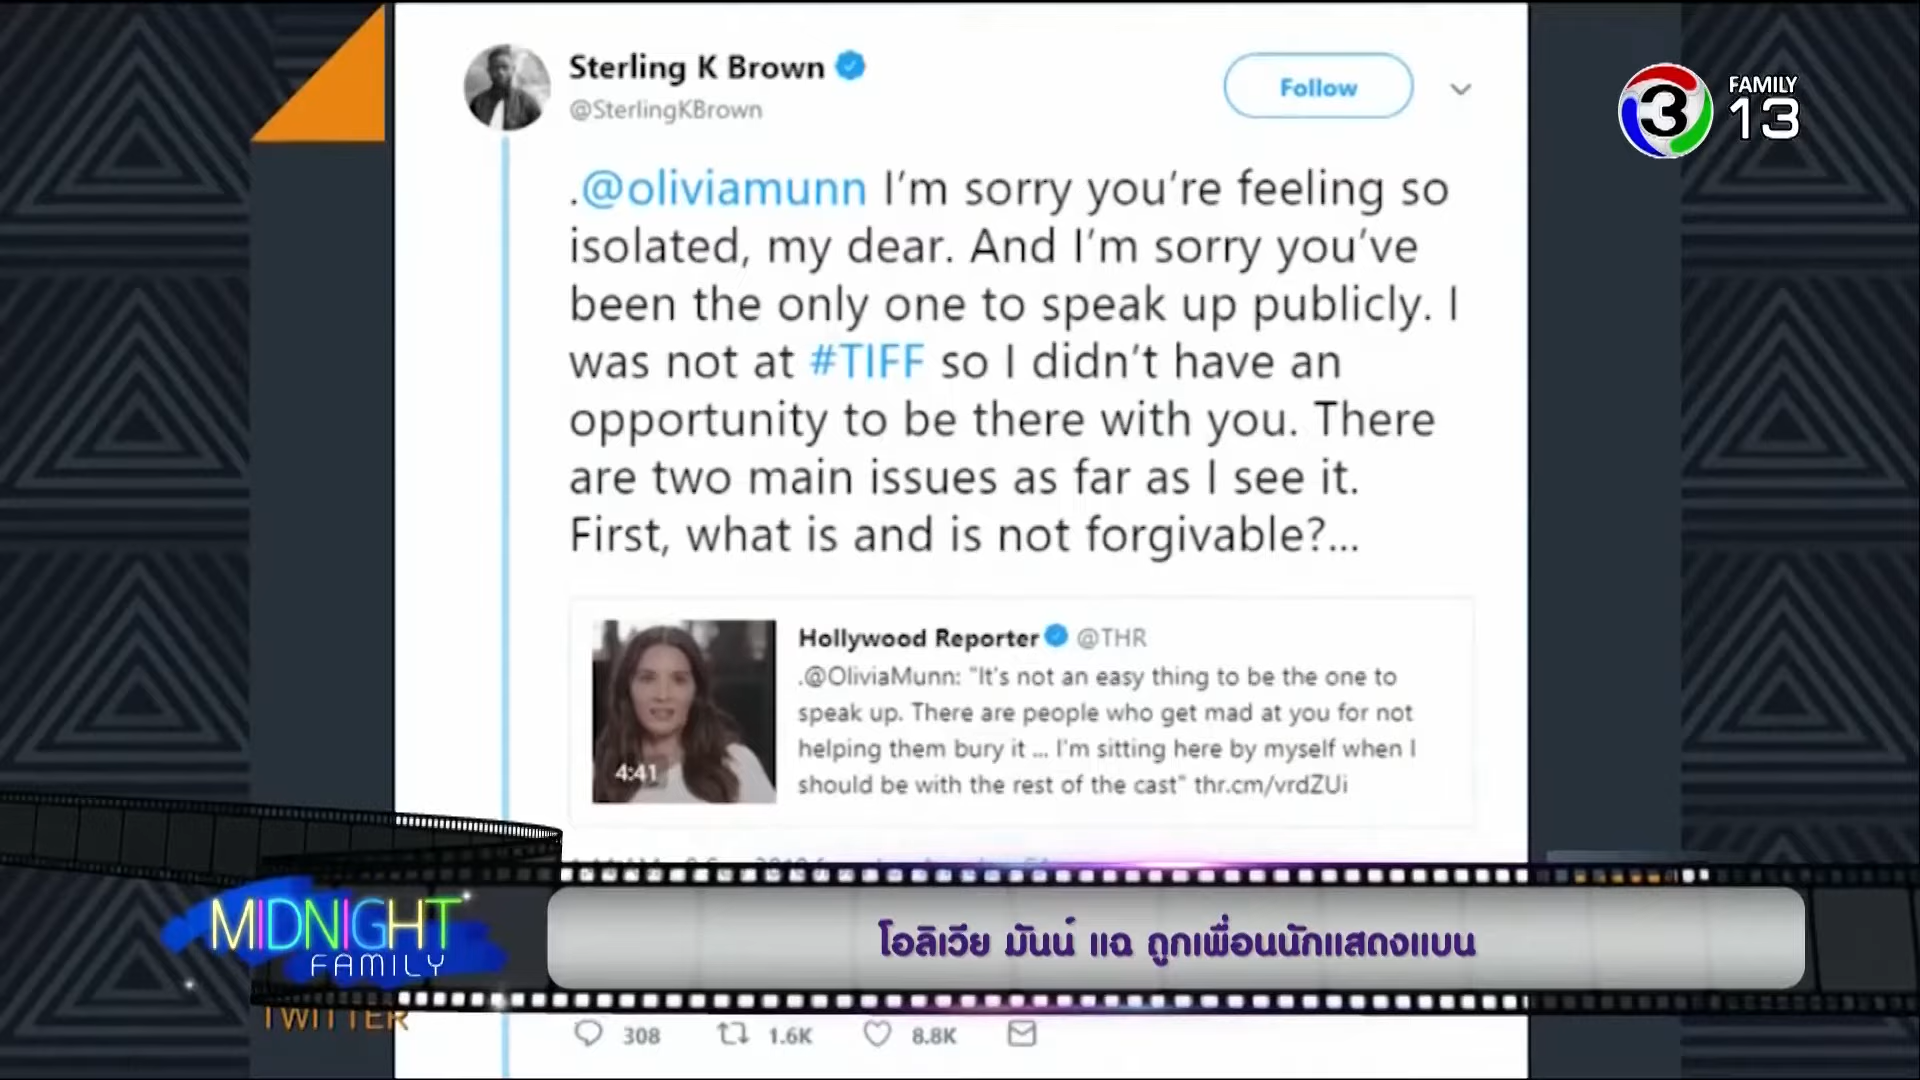 Sterling K Brown
@SterlingKBrown
Follow
3 FAMILY
13
.@oliviamunn I'm sorry you're feeling so
isolated, my dear. And I'm sorry you've
been the only one to speak up publicly. I
was not at #TIFF so I didn't have an
opportunity to be there with you. There
are two main issues as far as I see it.
First, what is and is not forgivable?...
Hollywood Reporter @THR
.@OliviaMunn: "It's not an easy thing to be the one to
speak up. There are people who get mad at you for not
helping them bury it ... I'm sitting here by myself when I
should be with the rest of the cast" thr.cm/vrdZUi
4:41
MIDNIGHT
FAMILY
โอลิเวีย มันน์ แฉ ถูกเพื่อนนักแสดงแบน
TWITTER
308 1.6K 8.8K